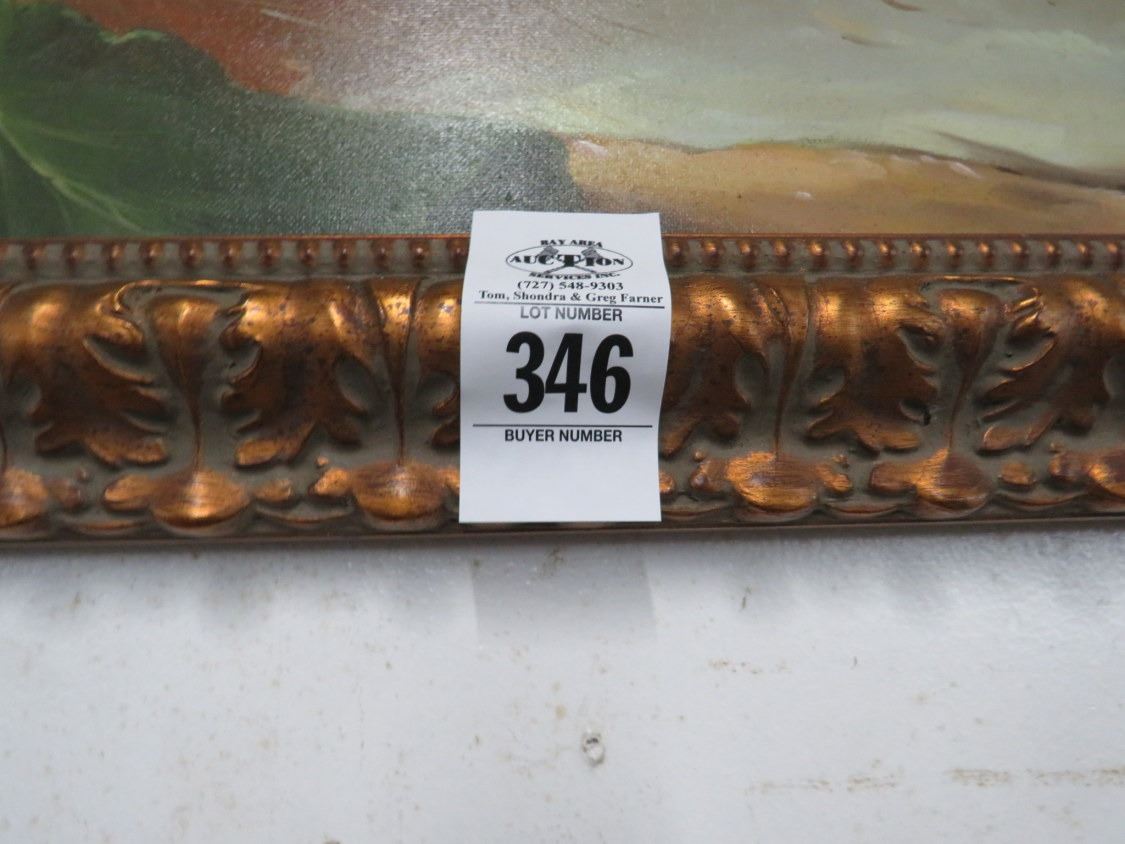 BAY AREA
AUCTION
SERVICES INC.
(727) 548-9303
Tom, Shondra & Greg Farner
LOT NUMBER
346
BUYER NUMBER